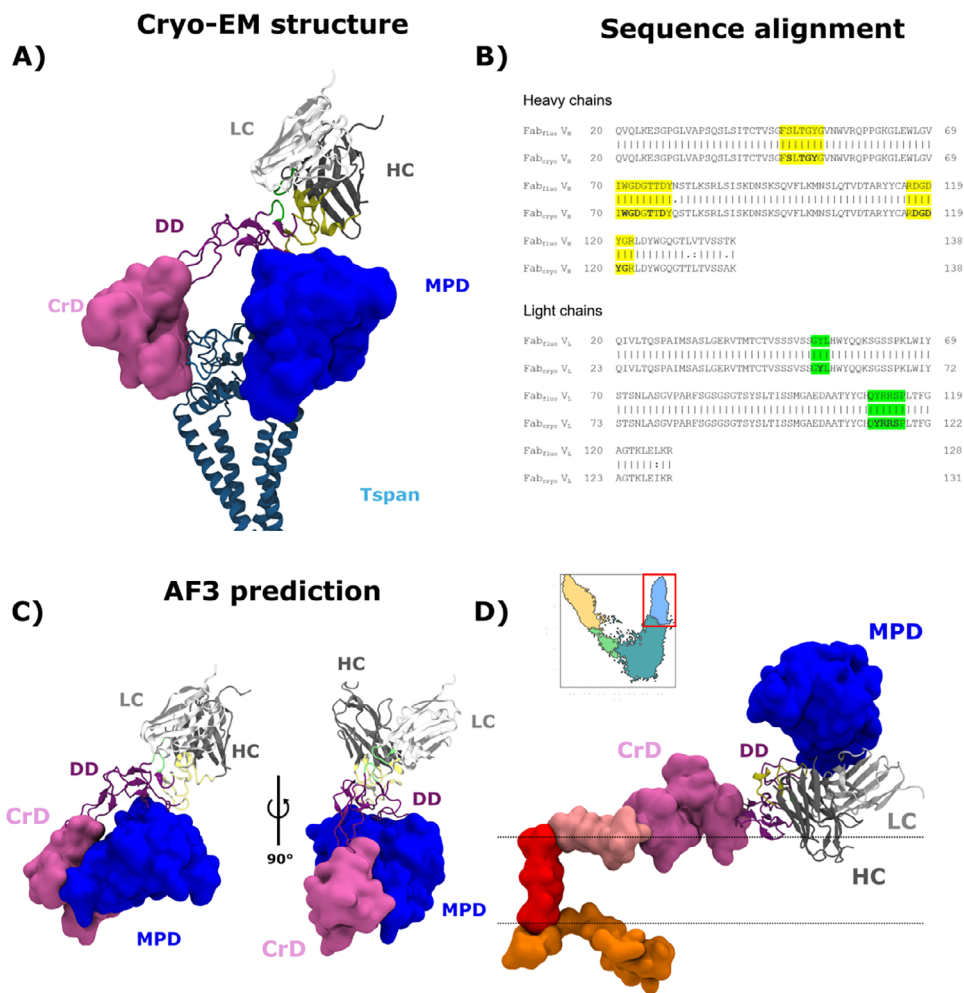 Cryo-EM structure
Sequence alignment
A)
B)
LC
HC
DD
CrD
MPD
Tspan
Heavy chains
Fabfluo VH 20 QVQLKESGPGLVAPSQSLSITCTVSGFSLTGYGVNWVRQPPGKGLEWLGV 69
||||||||||||||||||||||||||||||||||||||||||||||||||
Fabcryo VH 20 QVQLKESGPGLVAPSQSLSITCTVSGFSLTGYGVNWVRQPPGKGLEWLGV 69
Fabfluo VH 70 IWGDGTTDYNSTLKSRLSISKDNSKSQVFLKMNSLQTVDTARYYCARDGD 119
|||||||||.||||||||||||||||||||||||||||||||||||||||
Fabcryo VH 70 IWGDGTTDYQSTLKSRLSISKDNSKSQVFLKMNSLQTVDTARYYCARDGD 119
Fabfluo VH 120 YGRLDYWGQGTLVTVSSTK 138
||||||||||||.:||||.|
Fabcryo VH 120 YGRLDYWGQGTTLTVSSAK 138
Light chains
Fabfluo VL 20 QIVLTQSPAIMSASLGERVTMTCTVSSSVSSGYLHWYQQKSGSSPKLWIY 69
||||||||||||||||||||||||||||||||||||||||||||||||||
Fabcryo VL 23 QIVLTQSPAIMSASLGERVTMTCTVSSSVSSGYLHWYQQKSGSSPKLWIY 72
Fabfluo VL 70 STSNLASGVPARFSGSGSGTSYSLTISSMGAEDAATYYCHQYRRSPLTFG 119
||||||||||||||||||||||||||||||||||||||||||||||||||
Fabcryo VL 73 STSNLASGVPARFSGSGSGTSYSLTISSMGAEDAATYYCHQYRRSPLTFG 122
Fabfluo VL 120 AGTKLELKR 128
||||||:||
Fabcryo VL 123 AGTKLEIKR 131
AF3 prediction
C)
D)
LC
HC
DD
CrD
MPD
90°
HC
LC
DD
MPD
CrD
MPD
CrD
DD
LC
HC